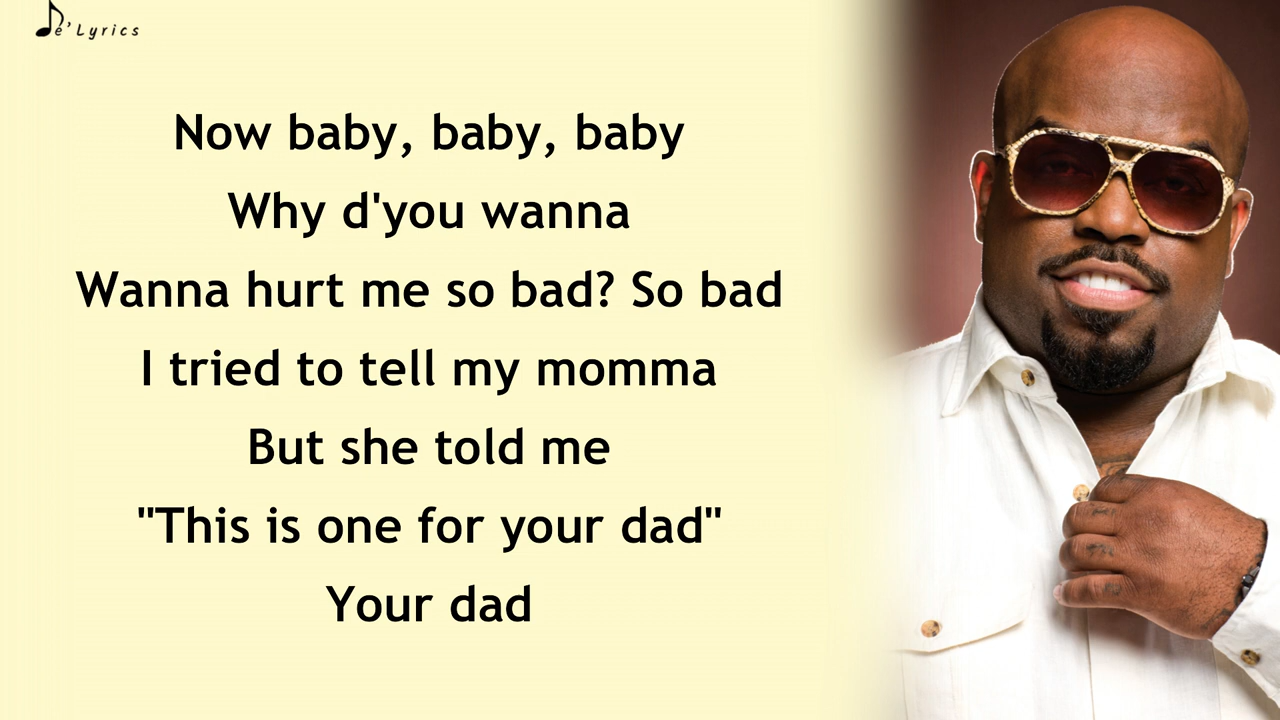 e'Lyrics
Now baby, baby, baby
Why d'you wanna
Wanna hurt me so bad? So bad
I tried to tell my momma
But she told me
"This is one for your dad"
Your dad